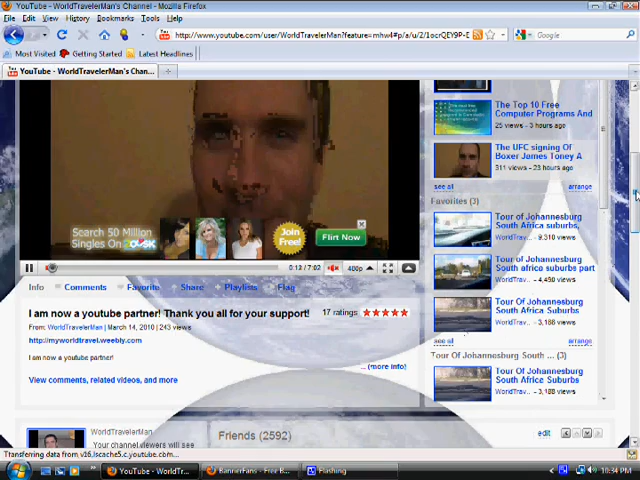 YouTube - WorldTravelerMan's Channel - Mozilla Firefox
File Edit View History Bookmarks Tools Help
http://www.youtube.com/user/WorldTravelerMan?feature=mhw4#p/a/u/2/1ocrQEY9P-E
Google
Most Visited Getting Started Latest Headlines
YouTube - WorldTravelerMan's Chan...
The Top 10 Free
Computer Programs And
25 views - 3 hours ago
The UFC signing Of
Boxer James Toney A
311 views - 23 hours ago
see all arrange
Favorites (3)
Tour of Johannesburg
South Africa suburbs,
WorldTrav... - 9,310 views
Tour of Johannesburg
South africa suburbs part
WorldTrav... - 4,490 views
Tour Of Johannesburg
South Africa Suburbs
WorldTrav... - 3,188 views
see all arrange
Tour Of Johannesburg South ... (3)
Tour Of Johannesburg
South Africa Suburbs
WorldTrav... - 3,188 views
Search 50 Million
Singles On ZOOSK
Join
Free!
Flirt Now
0:13 / 7:02 480p
Info Comments Favorite Share Playlists Flag
I am now a youtube partner! Thank you all for your support!
17 ratings
From: WorldTravelerMan | March 14, 2010 | 243 views
http://myworldtravel.weebly.com
I am now a youtube partner!
... (more info)
View comments, related videos, and more
WorldTravelerMan
Your channel viewers will see
Friends (2592)
edit
Transferring data from v16.lscache5.c.youtube.com...
YouTube - WorldTr...
BannerFans - Free B...
Flashing
10:34 PM